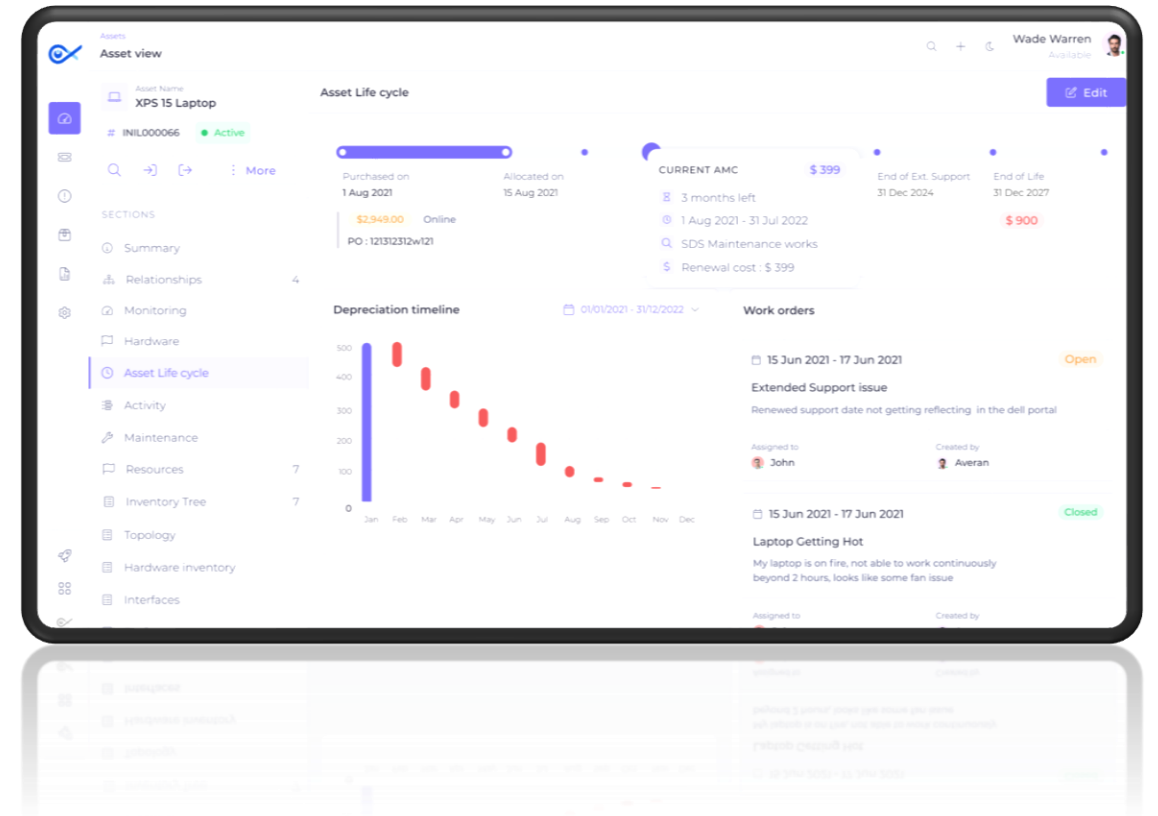 Assets
Asset view
Wade Warren
Available
Asset Name
XPS 15 Laptop
# INIL000066
Active
More
SECTIONS
Summary
Relationships 4
Monitoring
Hardware
Asset Life cycle
Activity
Maintenance
Resources 7
Inventory Tree 7
Topology
Hardware inventory
Interfaces
Asset Life cycle
Edit
Purchased on
1 Aug 2021
$2,949.00 Online
PO : 121312312w121
Allocated on
15 Aug 2021
CURRENT AMC $ 399
3 months left
1 Aug 2021 - 31 Jul 2022
SDS Maintenance works
$ Renewal cost : $ 399
End of Ext. Support
31 Dec 2024
End of Life
31 Dec 2027
$ 900
Depreciation timeline
01/01/2021 - 31/12/2022
500
400
300
200
100
0
Jan Feb Mar Apr May Jun Jul Aug Sep Oct Nov Dec
Work orders
15 Jun 2021 - 17 Jun 2021 Open
Extended Support issue
Renewed support date not getting reflecting in the dell portal
Assigned to Created by
John Averan
15 Jun 2021 - 17 Jun 2021 Closed
Laptop Getting Hot
My laptop is on fire, not able to work continuously
beyond 2 hours, looks like some fan issue
Assigned to Created by